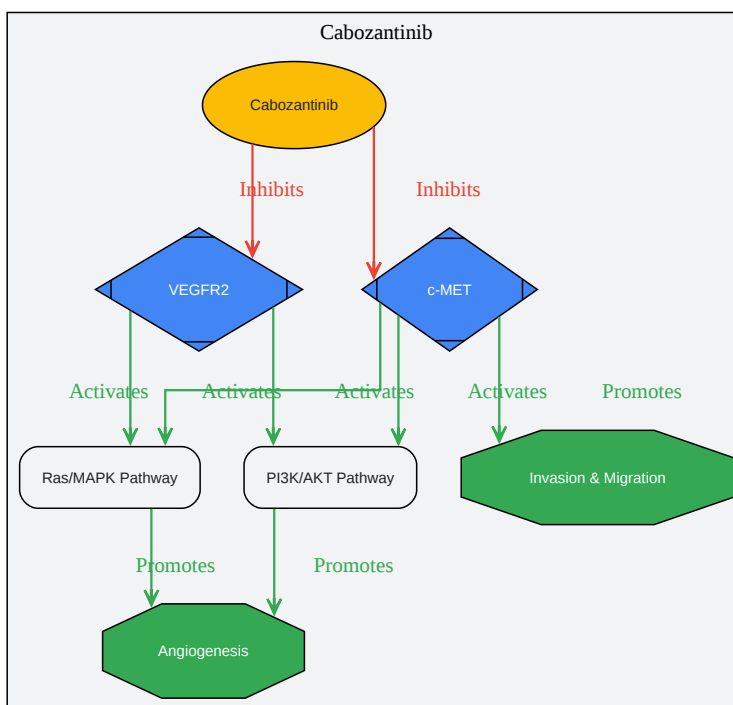 Cabozantinib
Cabozantinib
Inhibits
Inhibits
VEGFR2
c-MET
Activates
Activates
Activates
Activates
Promotes
Ras/MAPK Pathway
PI3K/AKT Pathway
Invasion & Migration
Promotes
Promotes
Angiogenesis